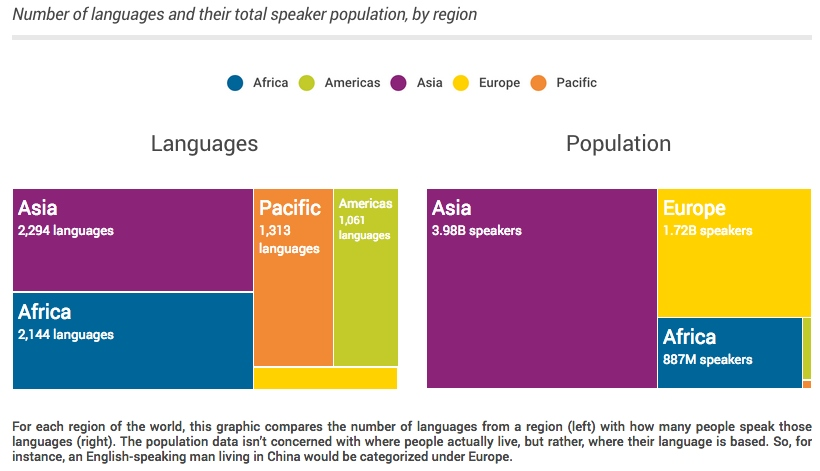 Number of languages and their total speaker population, by region
Africa Americas Asia Europe Pacific
Languages
Population
Asia
2,294 languages
Africa
2,144 languages
Pacific
1,313
languages
Americas
1,061
languages
Asia
3.98B speakers
Europe
1.72B speakers
Africa
887M speakers
For each region of the world, this graphic compares the number of languages from a region (left) with how many people speak those
languages (right). The population data isn't concerned with where people actually live, but rather, where their language is based. So, for
instance, an English-speaking man living in China would be categorized under Europe.